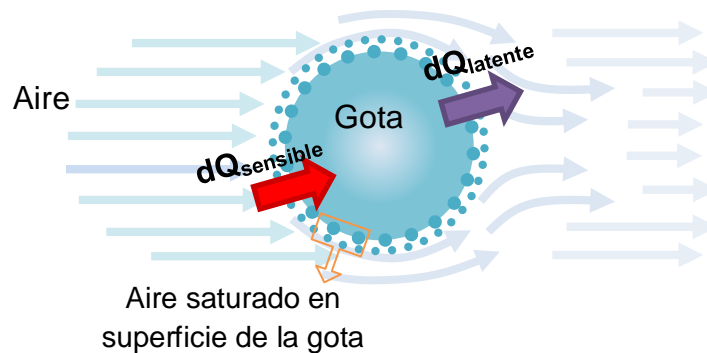 dQlatente
Aire
Gota
dQsensible
Aire saturado en
superficie de la gota